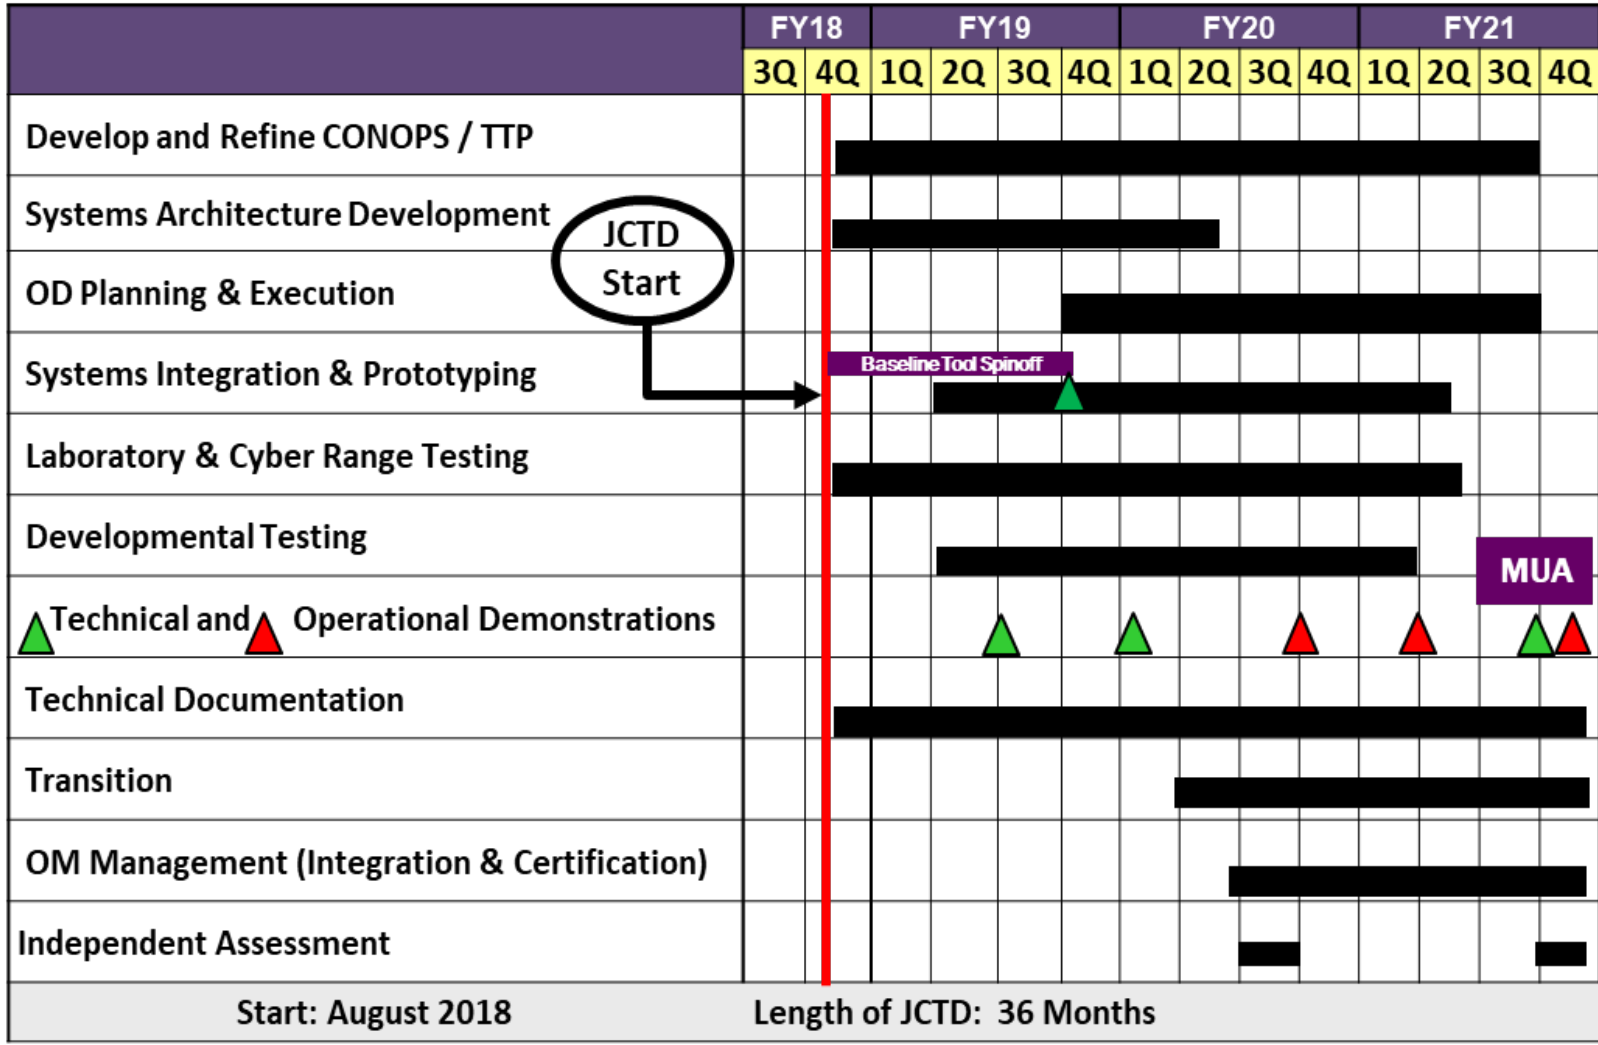 FY18 FY19 FY20 FY21
3Q 4Q 1Q 2Q 3Q 4Q 1Q 2Q 3Q 4Q 1Q 2Q 3Q 4Q
Develop and Refine CONOPS / TTP
Systems Architecture Development
JCTD
Start
OD Planning & Execution
Baseline Tool Spinoff
Systems Integration & Prototyping
Laboratory & Cyber Range Testing
Developmental Testing
MUA
Technical and Operational Demonstrations
Technical Documentation
Transition
OM Management (Integration & Certification)
Independent Assessment
Start: August 2018 Length of JCTD: 36 Months